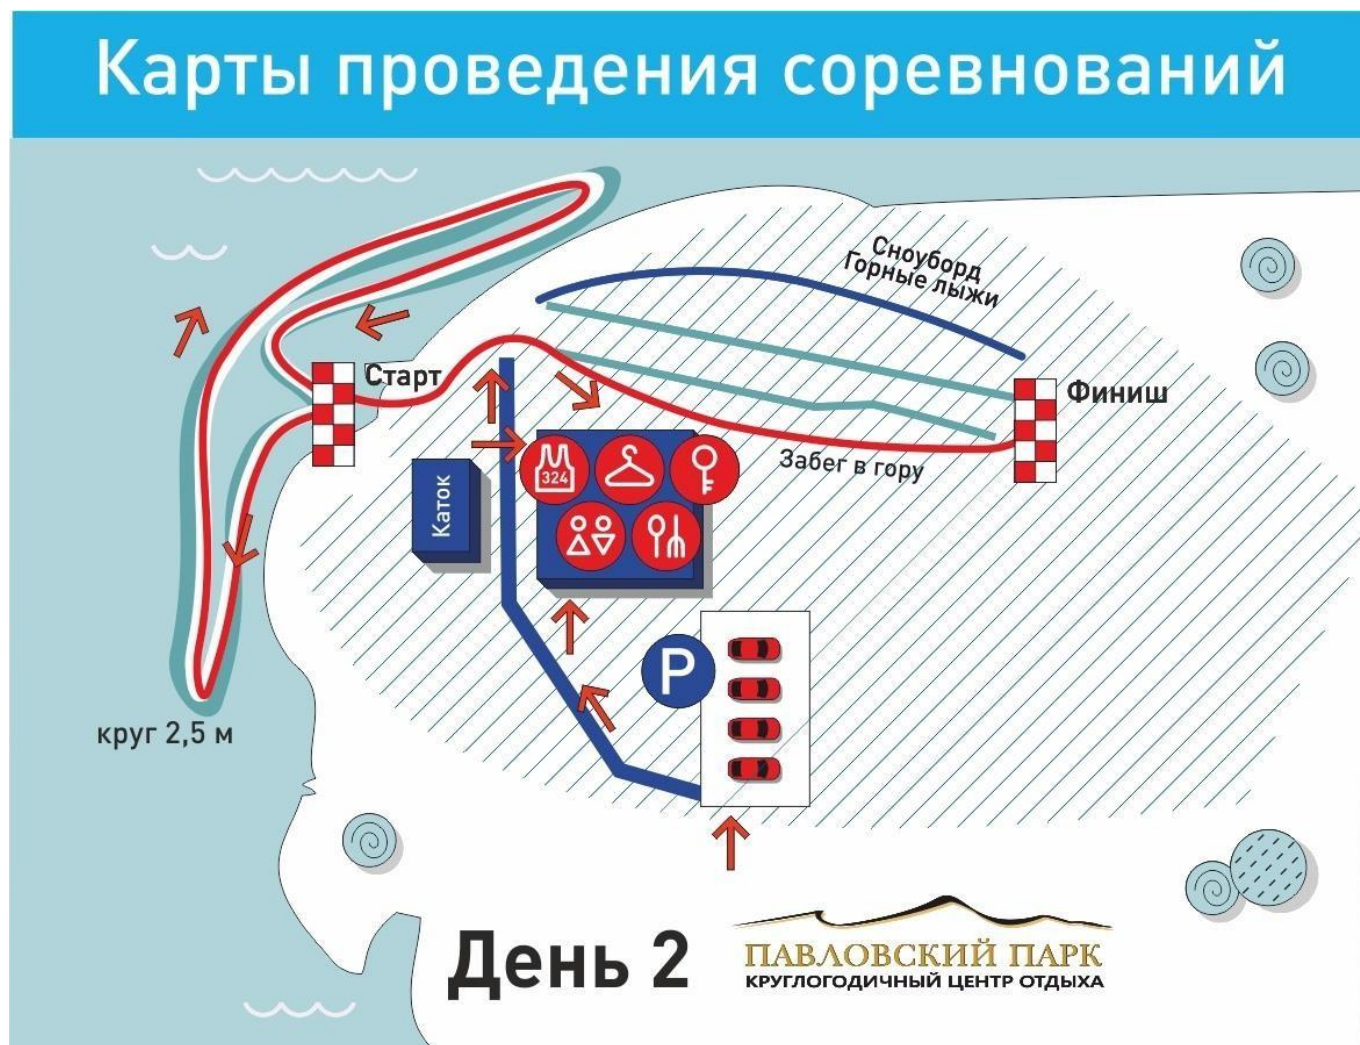 Карты проведения соревнований
Сноуборд
Горные лыжи
Старт
Финиш
Забег в гору
324
Каток
P
круг 2,5 м
День 2
ПАВЛОВСКИЙ ПАРК
КРУГЛОГОДИЧНЫЙ ЦЕНТР ОТДЫХА